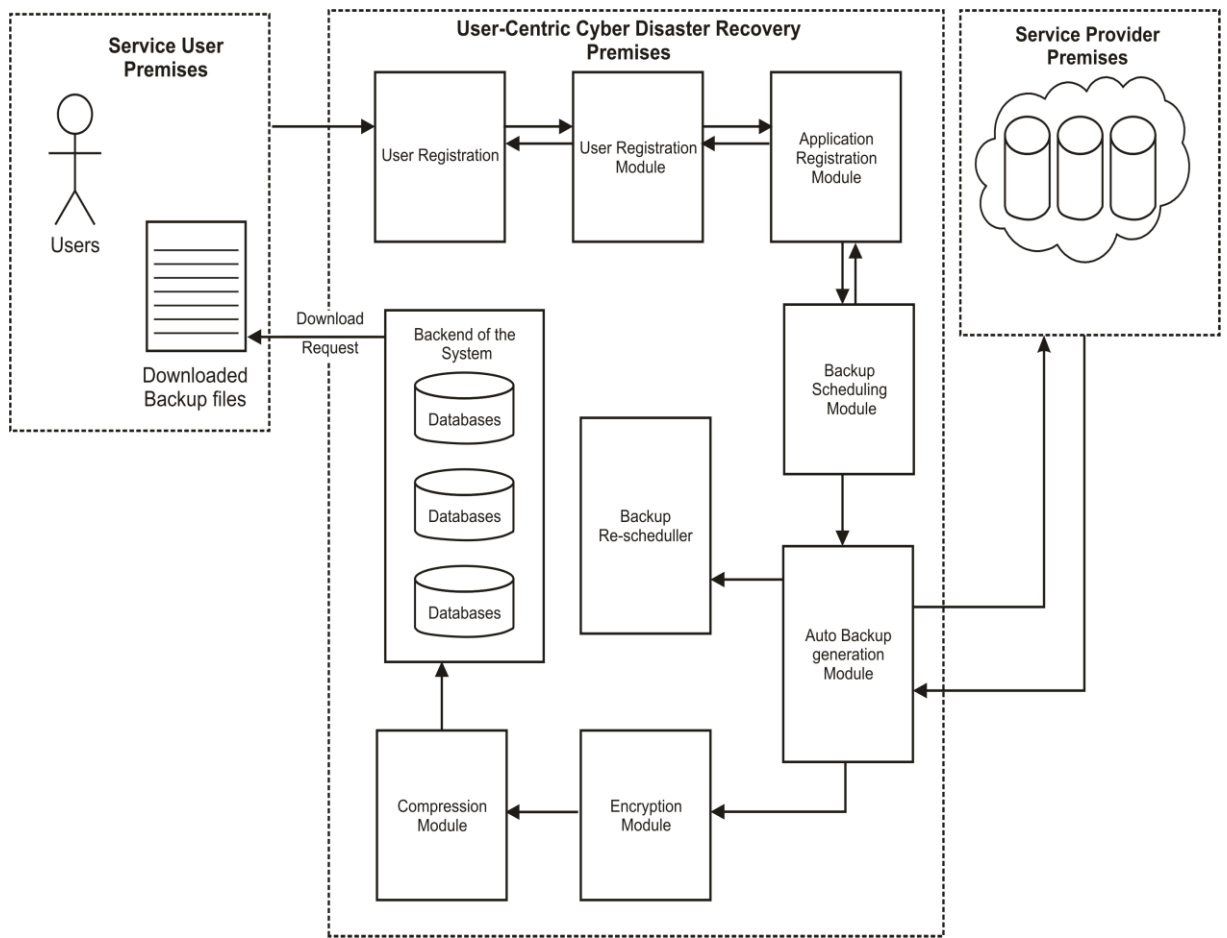 Service User
Premises
Users
Downloaded
Backup files
User-Centric Cyber Disaster Recovery
Premises
User Registration
User Registration
Module
Application
Registration
Module
Download
Request
Backend of the
System
Databases
Databases
Databases
Backup
Scheduling
Module
Backup
Re-scheduller
Auto Backup
generation
Module
Compression
Module
Encryption
Module
Service Provider
Premises